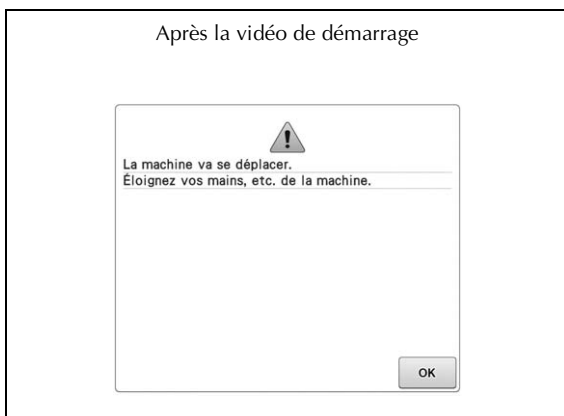 Après la vidéo de démarrage
La machine va se déplacer.
Éloignez vos mains, etc. de la machine.
OK